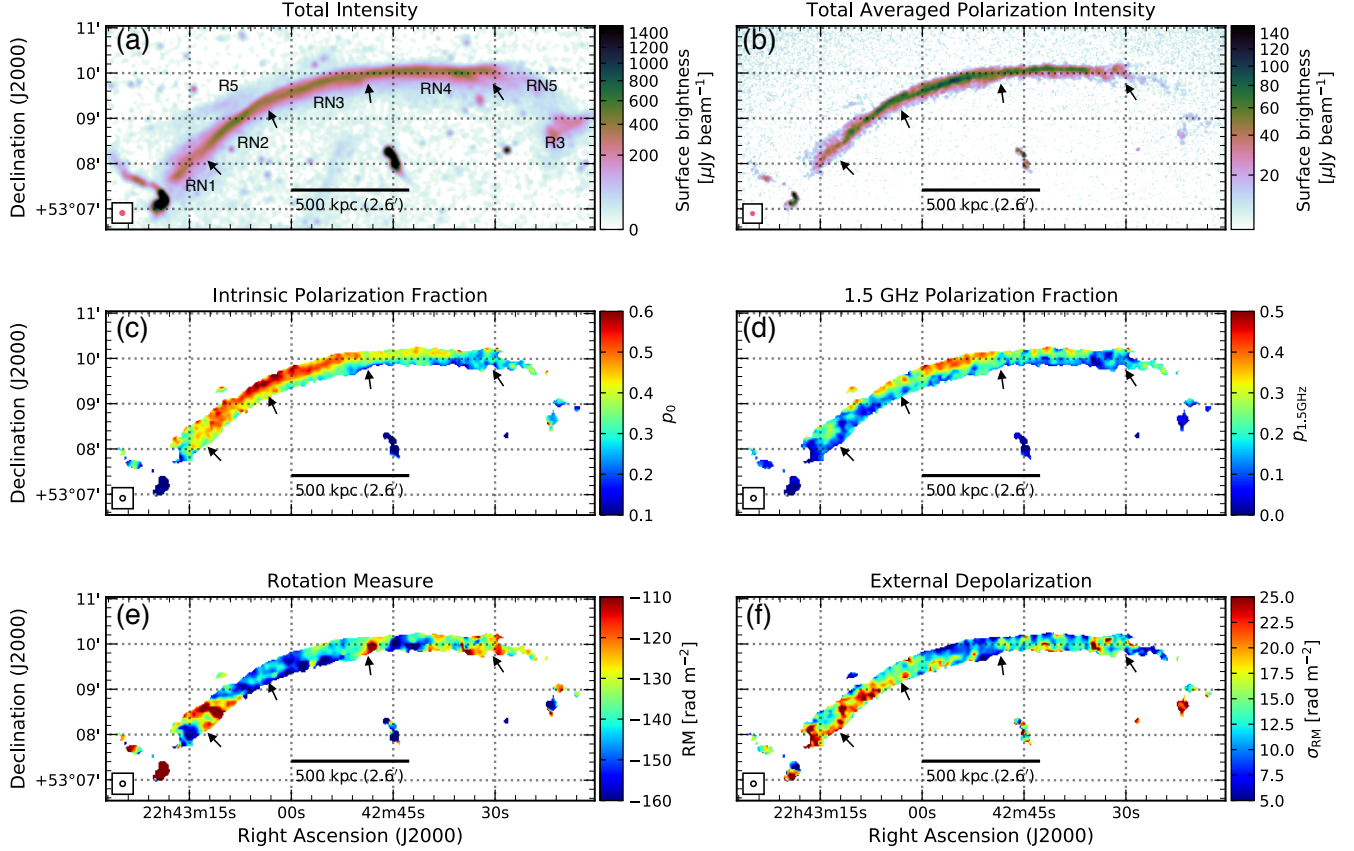 Total Intensity
(a)
11'
10'
09'
08'
+53°07'
Declination (J2000)
R5
RN3
RN4
RN5
RN2
R3
RN1
500 kpc (2.6′)
1400
1200
1000
800
600
400
200
0
Surface brightness
[μJy beam⁻¹]
Total Averaged Polarization Intensity
(b)
500 kpc (2.6′)
140
120
100
80
60
40
20
Surface brightness
[μJy beam⁻¹]
Intrinsic Polarization Fraction
(c)
11'
10'
09'
08'
+53°07'
Declination (J2000)
500 kpc (2.6′)
0.6
0.5
0.4
0.3
0.2
0.1
p₀
1.5 GHz Polarization Fraction
(d)
500 kpc (2.6′)
0.5
0.4
0.3
0.2
0.1
0.0
p₁.₅GHz
Rotation Measure
(e)
11'
10'
09'
08'
+53°07'
Declination (J2000)
500 kpc (2.6′)
−110
−120
−130
−140
−150
−160
RM [rad m⁻²]
22ʰ43ᵐ15ˢ
00s
42m45s
30s
Right Ascension (J2000)
External Depolarization
(f)
500 kpc (2.6′)
25.0
22.5
20.0
17.5
15.0
12.5
10.0
7.5
5.0
σRM [rad m⁻²]
22h43m15s
00s
42m45s
30s
Right Ascension (J2000)